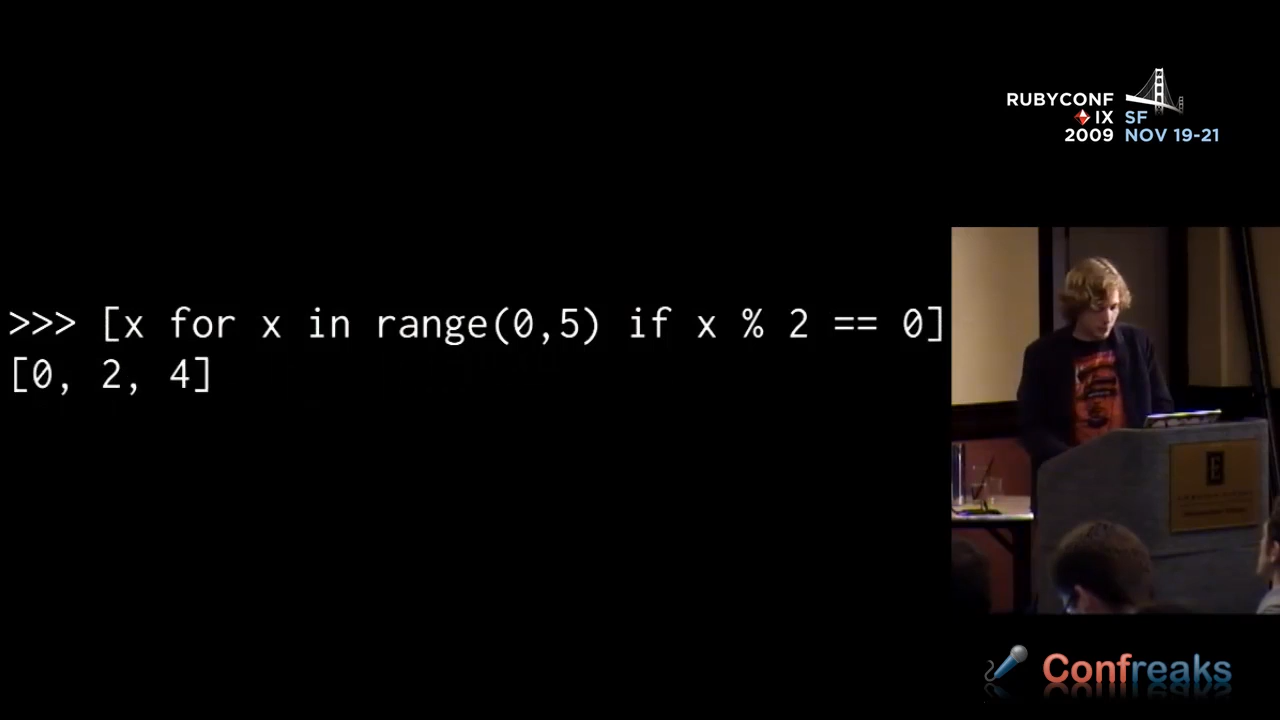 RUBYCONF
IX SF
2009 NOV 19-21
>>> [x for x in range(0,5) if x % 2 == 0]
[0, 2, 4]
E
Confreaks